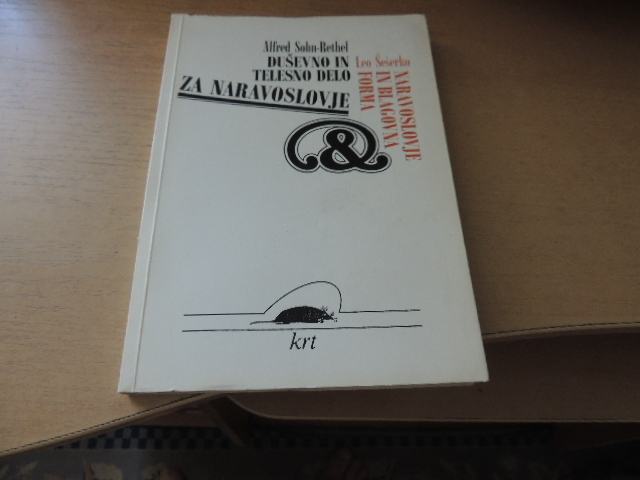 Alfred Sohn-Rethel
DUŠEVNO IN
TELESNO DELO
ZA NARAVOSLOVJE
Leo Šešerko
NARAVOSLOVJE
IN BLAGOVNA
FORMA
&
krt